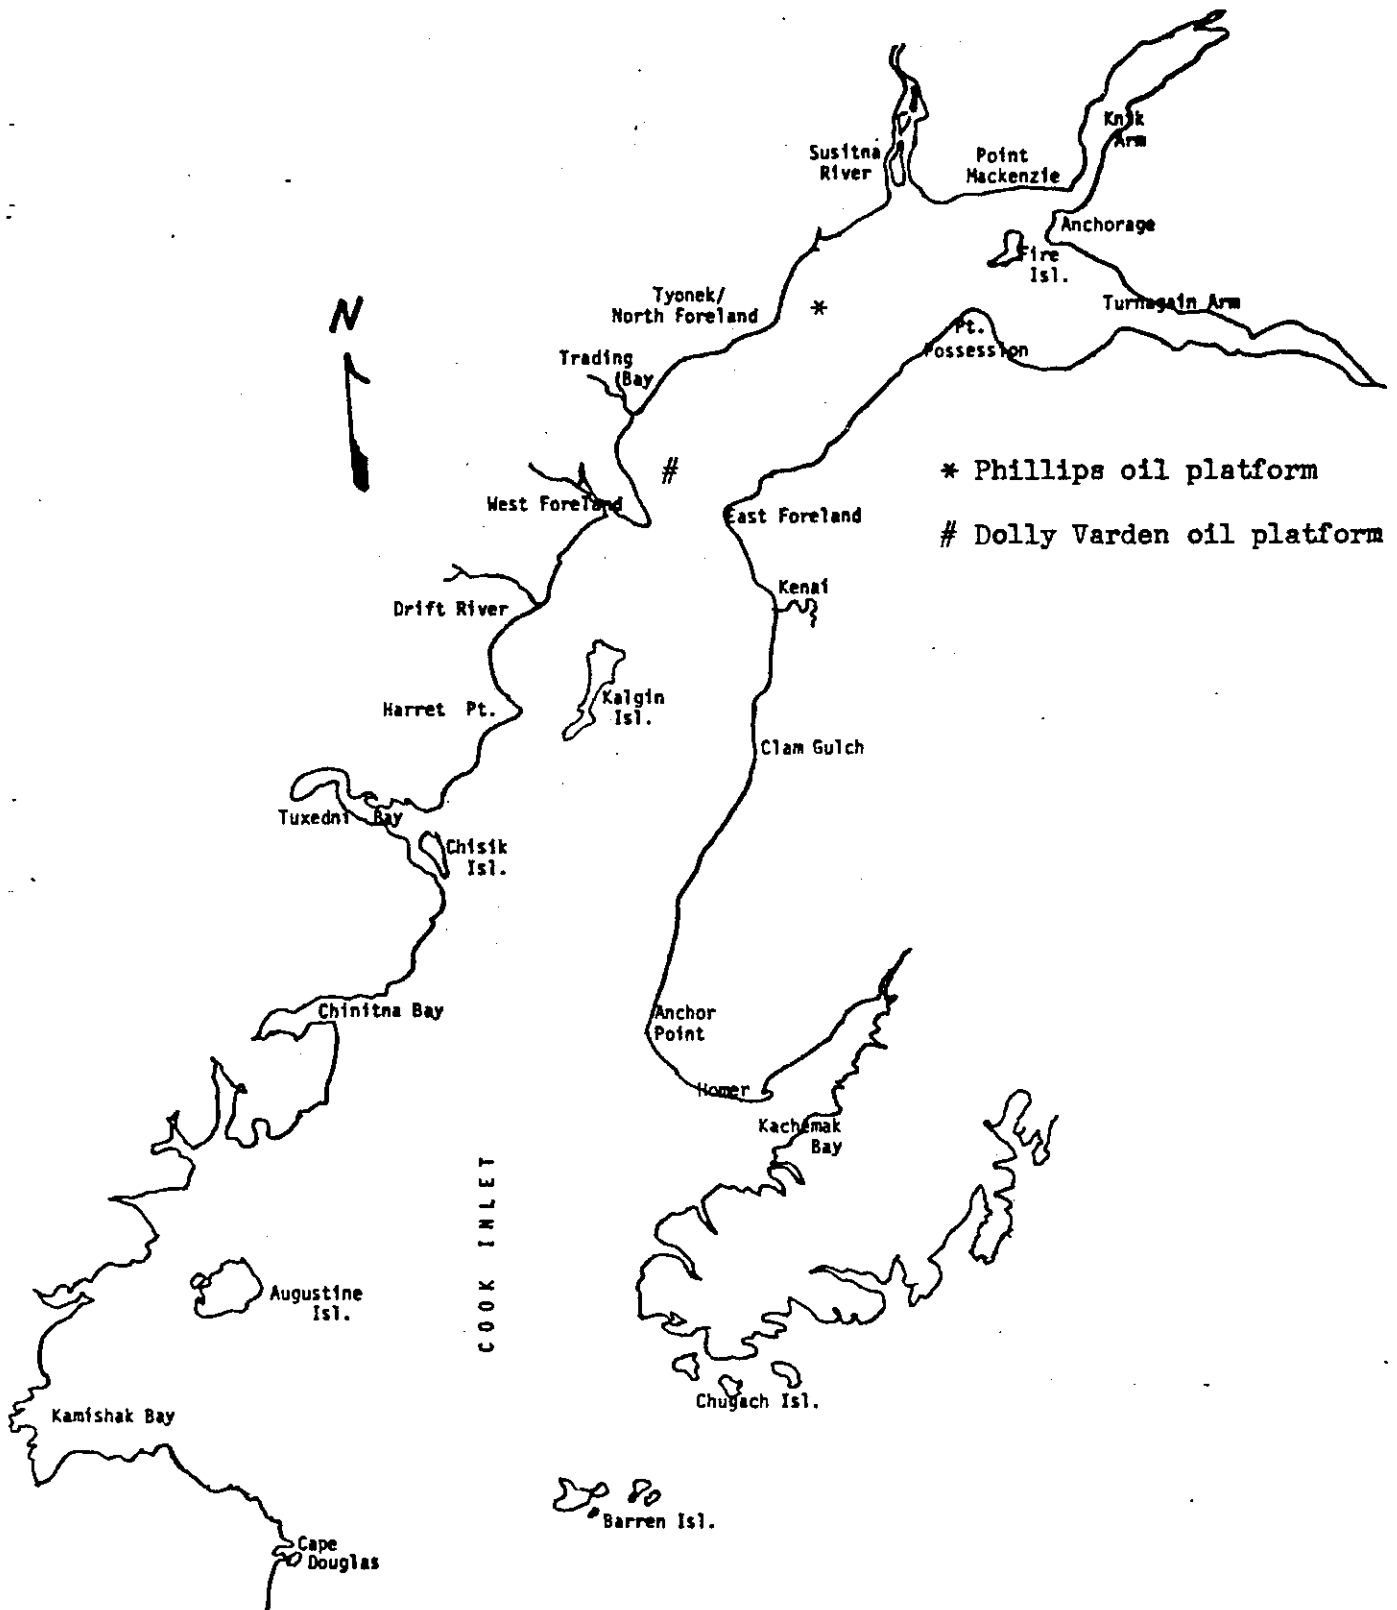 Knik
Arm
Susitna
River
Point
Mackenzie
Anchorage
Fire
Isl.
Tyonek/
North Foreland
*
Turnagain Arm
N
Pt.
Possession
Trading
Bay
#
* Phillips oil platform
West Foreland
East Foreland
# Dolly Varden oil platform
Kenai
Drift River
Kalgin
Isl.
Harret Pt.
Clam Gulch
Tuxedni Bay
Chisik
Isl.
Chinitna Bay
Anchor
Point
Homer
Kachemak
Bay
COOK INLET
Augustine
Isl.
Chugach Isl.
Kamishak Bay
Barren Isl.
Cape
Douglas